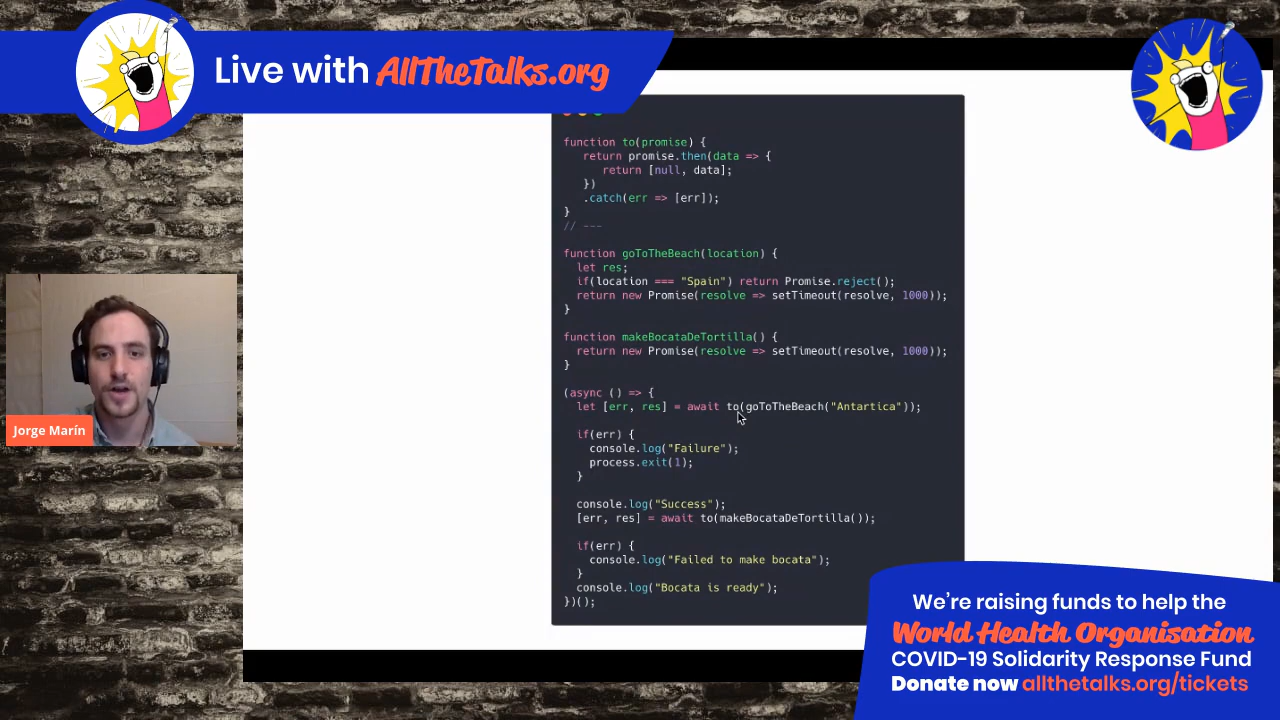 Live with AllTheTalks.org
function to(promise) {
return promise.then(data => {
return [null, data];
})
.catch(err => [err]);
}
// ---
function goToTheBeach(location) {
let res;
if(location === "Spain") return Promise.reject();
return new Promise(resolve => setTimeout(resolve, 1000));
}
function makeBocataDeTortilla() {
return new Promise(resolve => setTimeout(resolve, 1000));
}
(async () => {
let [err, res] = await to(goToTheBeach("Antartica"));
if(err) {
console.log("Failure");
process.exit(1);
}
console.log("Success");
[err, res] = await to(makeBocataDeTortilla());
if(err) {
console.log("Failed to make bocata");
}
console.log("Bocata is ready");
})();
Jorge Marín
We're raising funds to help the
World Health Organisation
COVID-19 Solidarity Response Fund
Donate now allthetalks.org/tickets